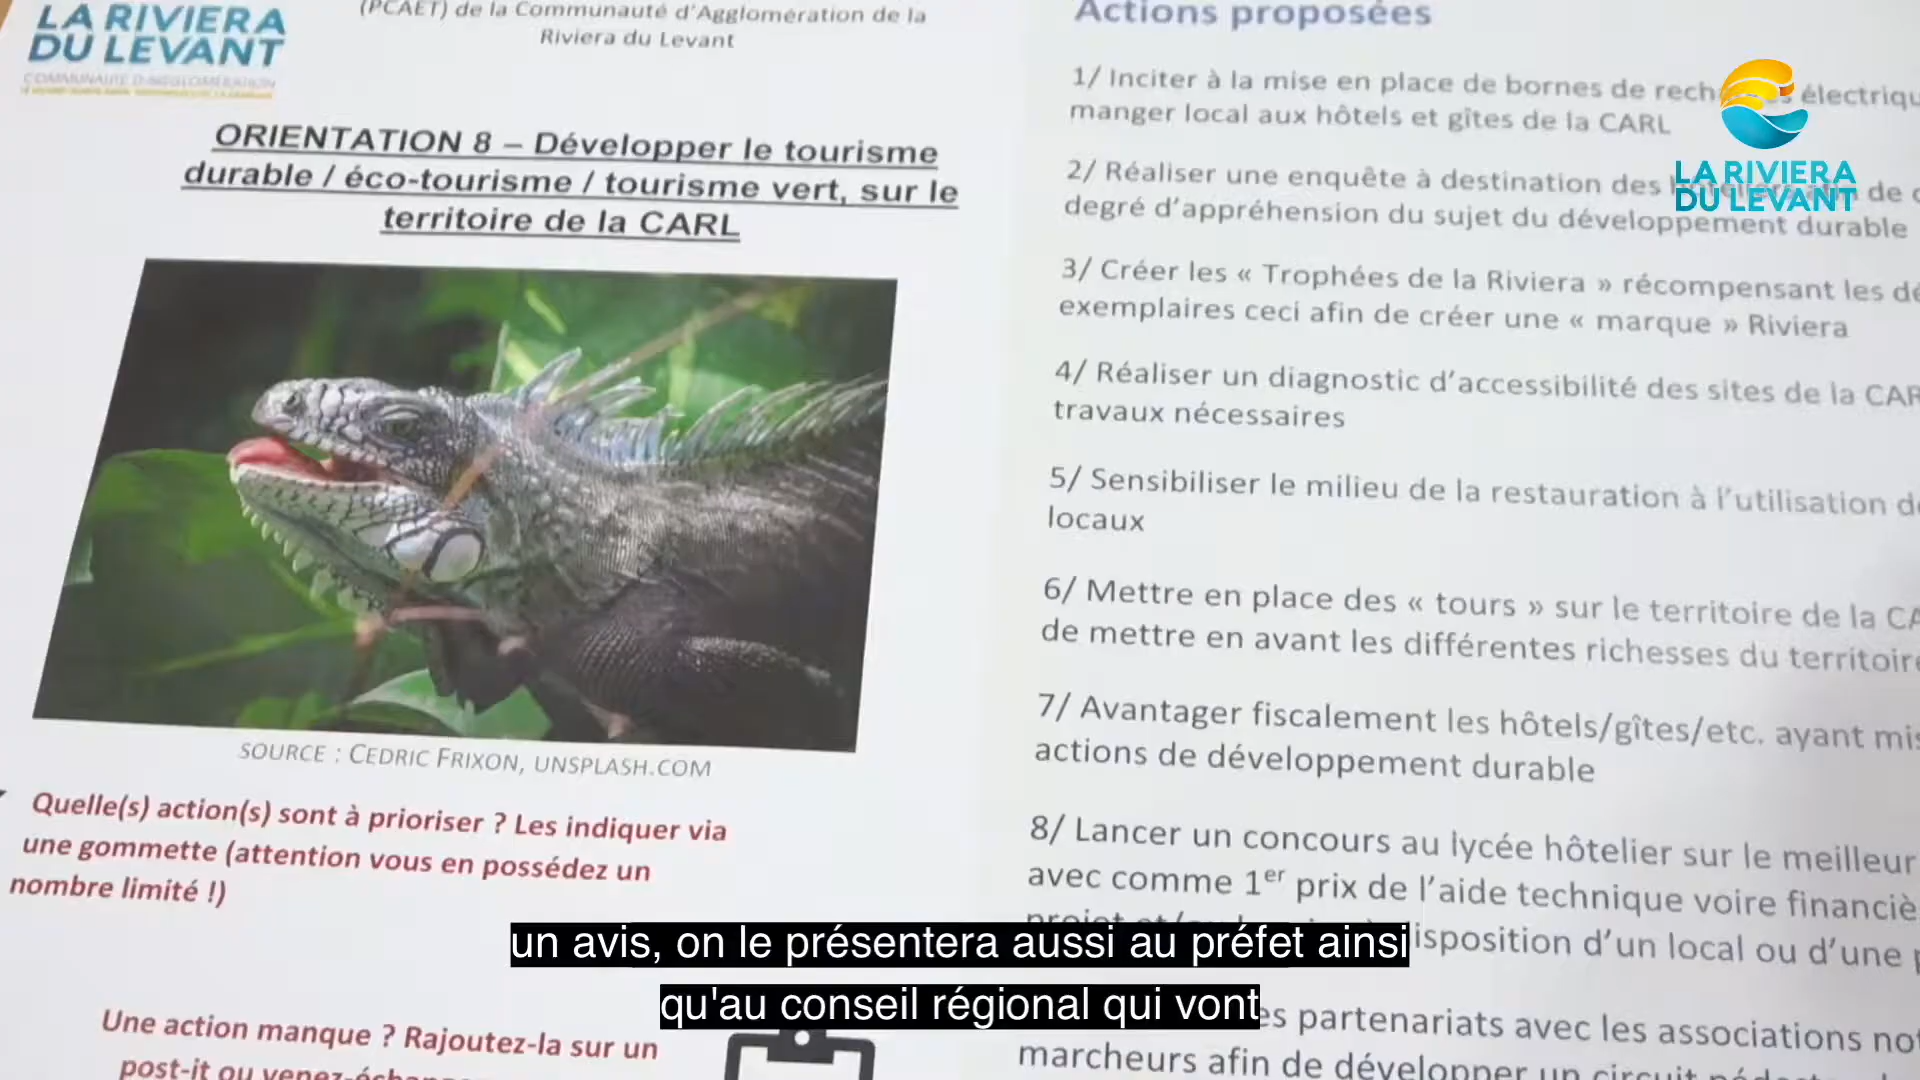 LA RIVIERA
DU LEVANT
COMMUNAUTÉ D'AGGLOMÉRATION
(PCAET) de la Communauté d'Agglomération de la
Riviera du Levant
ORIENTATION 8 – Développer le tourisme
durable / éco-tourisme / tourisme vert, sur le
territoire de la CARL
SOURCE : CEDRIC FRIXON, UNSPLASH.COM
Quelle(s) action(s) sont à prioriser ? Les indiquer via
une gommette (attention vous en possédez un
nombre limité !)
Une action manque ? Rajoutez-la sur un
post-it ou venez
Actions proposées
1/ Inciter à la mise en place de bornes de
manger local aux hôtels et gîtes de la CARL
2/ Réaliser une enquête à destination des de
degré d'appréhension du sujet du développement durable
3/ Créer les « Trophées de la Riviera » récompensant les
exemplaires ceci afin de créer une « marque » Riviera
4/ Réaliser un diagnostic d'accessibilité des sites de la
travaux nécessaires
5/ Sensibiliser le milieu de la restauration à l'utilisation
locaux
6/ Mettre en place des « tours » sur le territoire de la
de mettre en avant les différentes richesses du territoire
7/ Avantager fiscalement les hôtels/gîtes/etc. ayant
actions de développement durable
8/ Lancer un concours au lycée hôtelier sur le meilleur
avec comme 1er prix de l'aide technique voire
d'un local ou d'une
partenariats avec les associations
marcheurs afin de développer un circuit
LA RIVIERA
DU LEVANT
un avis, on le présentera aussi au préfet ainsi
qu'au conseil régional qui vont